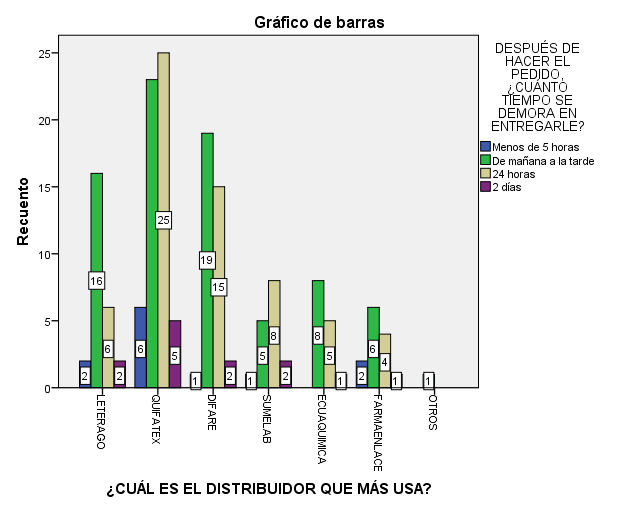 Gráfico de barras
Recuento
25
20
15
10
5
0
2
16
6
2
6
25
5
1
19
15
2
1
5
8
2
8
5
1
2
6
4
1
1
LETERAGO
QUIFATEX
DIFARE
SUMELAB
ECUAQUIMICA
FARMAENLACE
OTROS
¿CUÁL ES EL DISTRIBUIDOR QUE MÁS USA?
DESPUÉS DE
HACER EL
PEDIDO,
¿CUÁNTO
TIEMPO SE
DEMORA EN
ENTREGARLE?
Menos de 5 horas
De mañana a la tarde
24 horas
2 días